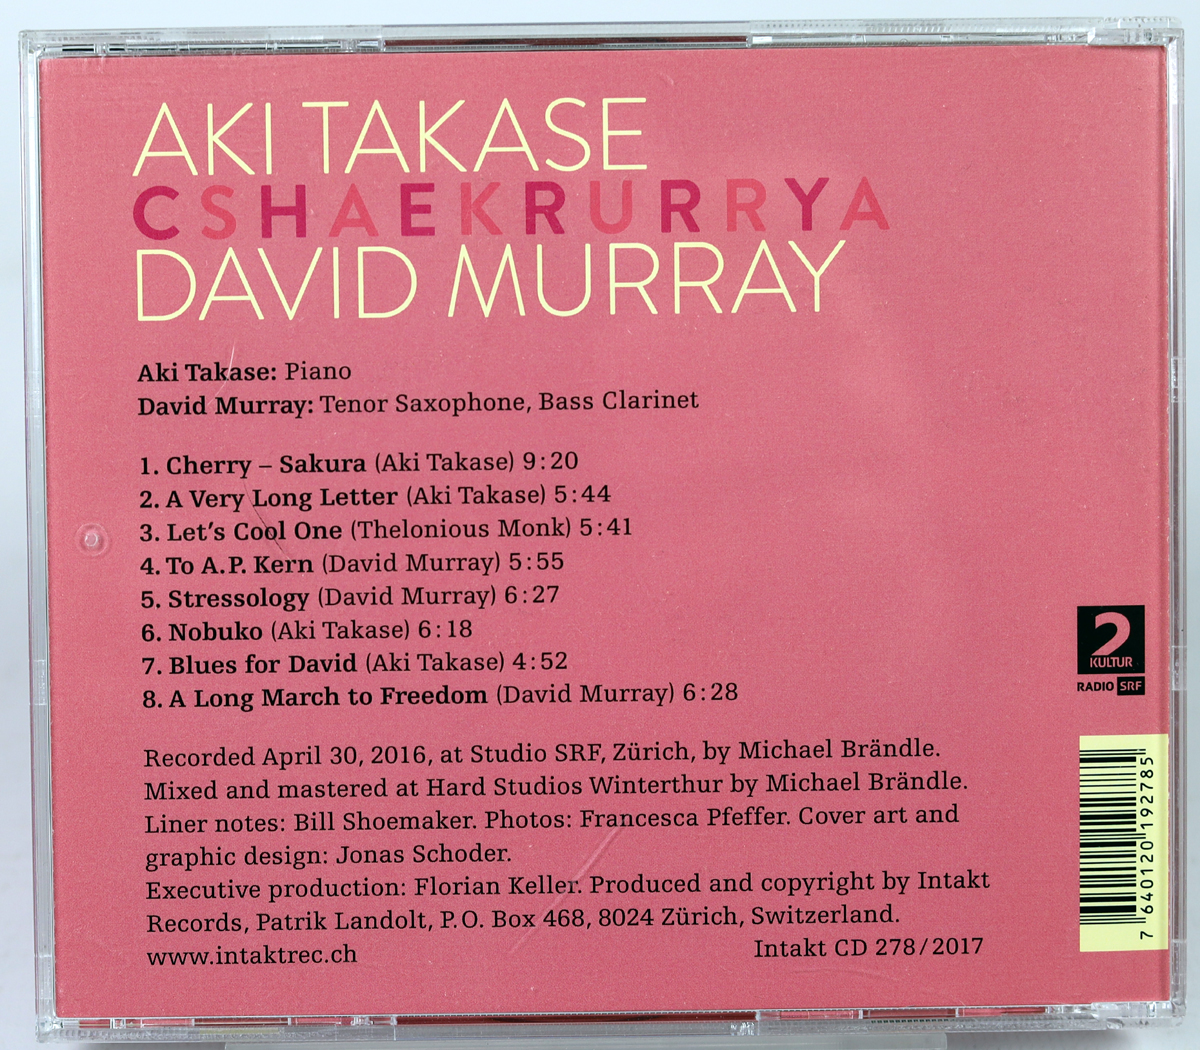 AKI TAKASE
CSHAEKRURRYA
DAVID MURRAY
Aki Takase: Piano
David Murray: Tenor Saxophone, Bass Clarinet
1. Cherry – Sakura (Aki Takase) 9:20
2. A Very Long Letter (Aki Takase) 5:44
3. Let's Cool One (Thelonious Monk) 5:41
4. To A.P. Kern (David Murray) 5:55
5. Stressology (David Murray) 6:27
6. Nobuko (Aki Takase) 6:18
7. Blues for David (Aki Takase) 4:52
8. A Long March to Freedom (David Murray) 6:28
2
KULTUR
RADIO SRF
Recorded April 30, 2016, at Studio SRF, Zürich, by Michael Brändle.
Mixed and mastered at Hard Studios Winterthur by Michael Brändle.
Liner notes: Bill Shoemaker. Photos: Francesca Pfeffer. Cover art and
graphic design: Jonas Schoder.
Executive production: Florian Keller. Produced and copyright by Intakt
Records, Patrik Landolt, P.O. Box 468, 8024 Zürich, Switzerland.
www.intaktrec.ch
Intakt CD 278/2017
7 640120 192785